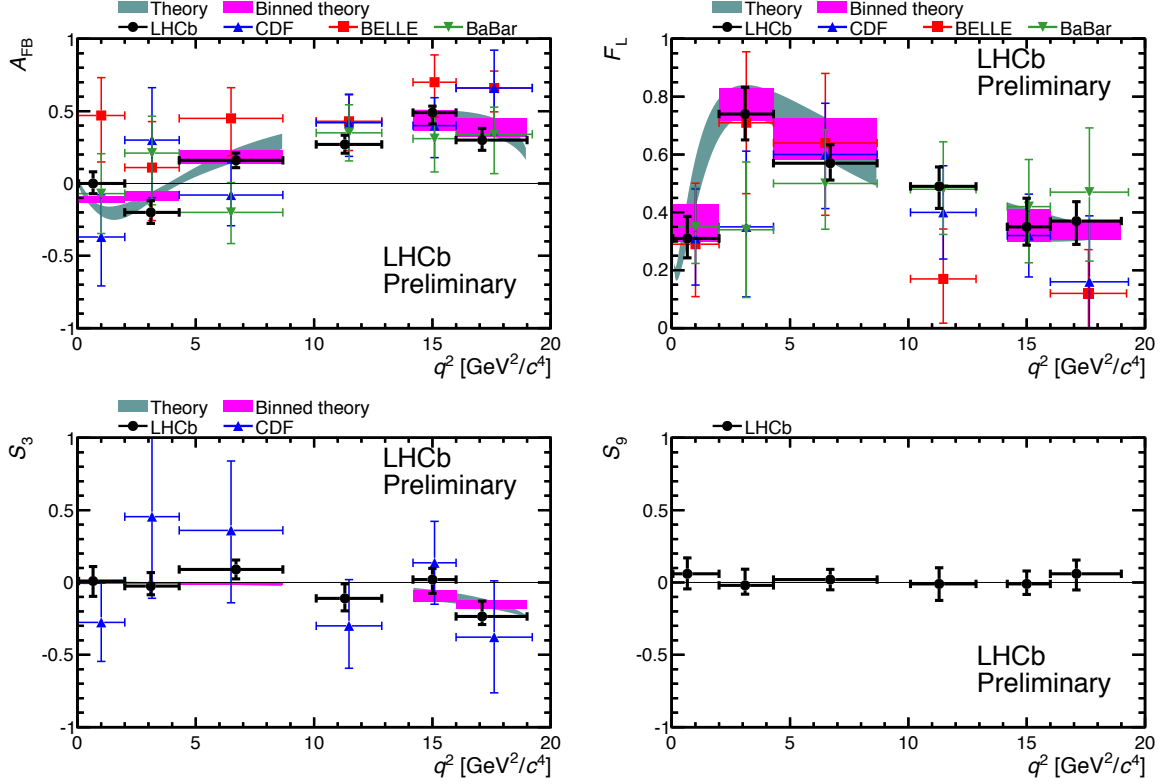 Theory Binned theory
LHCb CDF BELLE BaBar
A_FB
1
0.5
0
-0.5
-1
LHCb
Preliminary
0 5 10 15 20
q² [GeV²/c⁴]
Theory Binned theory
LHCb CDF BELLE BaBar
F_L
1
0.8
0.6
0.4
0.2
0
LHCb
Preliminary
0 5 10 15 20
q² [GeV²/c⁴]
Theory Binned theory
LHCb CDF
S₃
1
0.5
0
-0.5
-1
LHCb
Preliminary
0 5 10 15 20
q² [GeV²/c⁴]
LHCb
S₉
1
0.5
0
-0.5
-1
LHCb
Preliminary
0 5 10 15 20
q² [GeV²/c⁴]